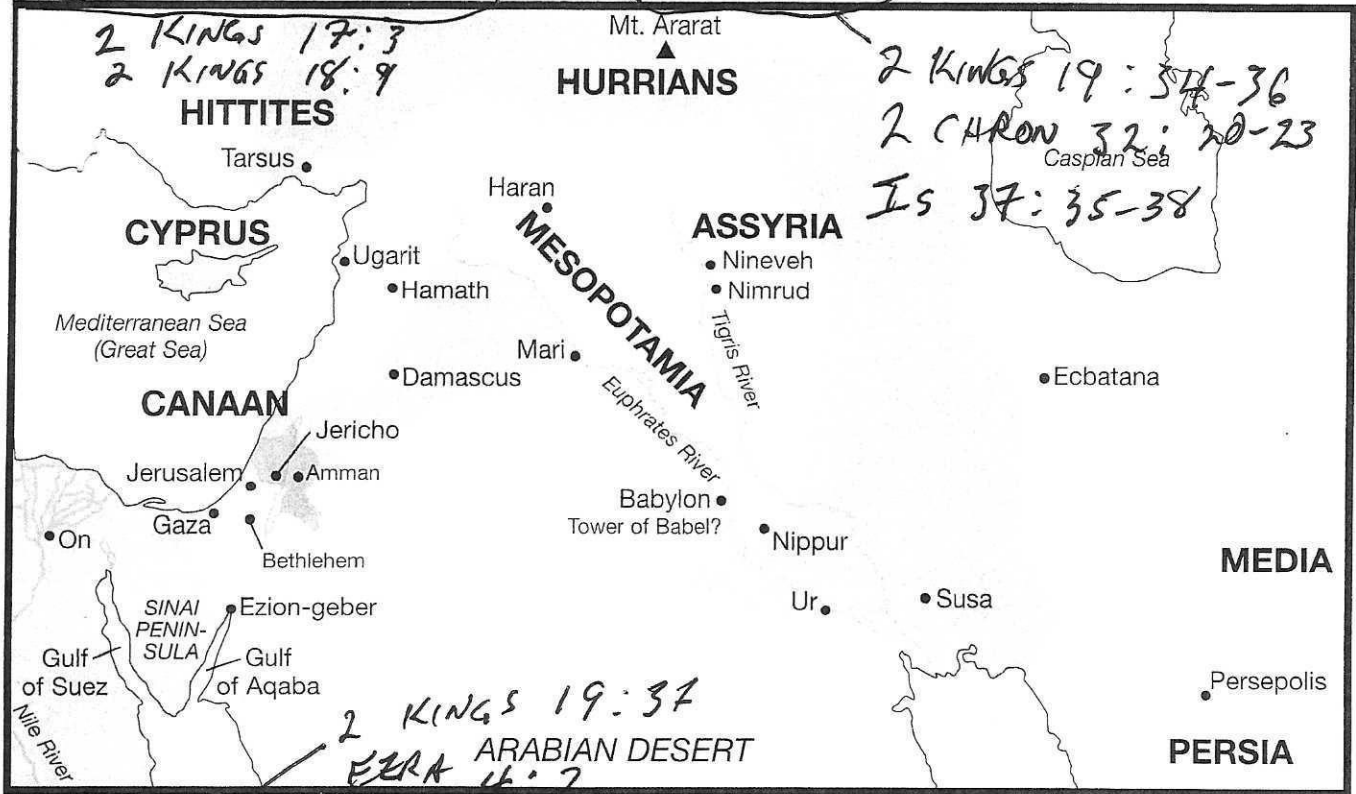 2 KINGS 17:3
2 KINGS 18:9
HITTITES
Tarsus
Mt. Ararat
HURRIANS
2 KINGS 19:34-36
2 CHRON 32:20-23
Caspian Sea
Is 37:35-38
Haran
MESOPOTAMIA
ASSYRIA
Nineveh
Nimrud
Tigris River
CYPRUS
Ugarit
Hamath
Mediterranean Sea
(Great Sea)
Mari
Euphrates River
Damascus
Ecbatana
CANAAN
Jericho
Jerusalem
Amman
Gaza
Bethlehem
On
Babylon
Tower of Babel?
Nippur
MEDIA
Ur
Susa
SINAI
PENIN-
SULA
Ezion-geber
Gulf
of Suez
Gulf
of Aqaba
Nile River
2 KINGS 19:37
EZRA 4:2
ARABIAN DESERT
Persepolis
PERSIA